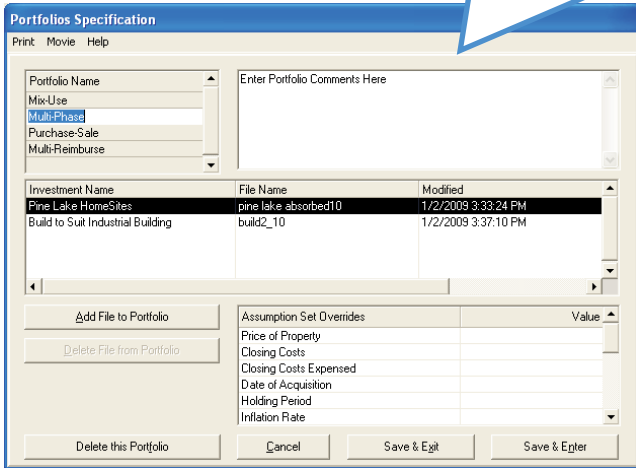 Portfolios Specification
Print Movie Help
Portfolio Name
Mix-Use
Multi-Phase
Purchase-Sale
Multi-Reimburse
Enter Portfolio Comments Here
Investment Name File Name Modified
Pine Lake HomeSites pine lake absorbed10 1/2/2009 3:33:24 PM
Build to Suit Industrial Building build2_10 1/2/2009 3:37:10 PM
Add File to Portfolio
Delete File from Portfolio
Assumption Set Overrides Value
Price of Property
Closing Costs
Closing Costs Expensed
Date of Acquisition
Holding Period
Inflation Rate
Delete this Portfolio Cancel Save & Exit Save & Enter